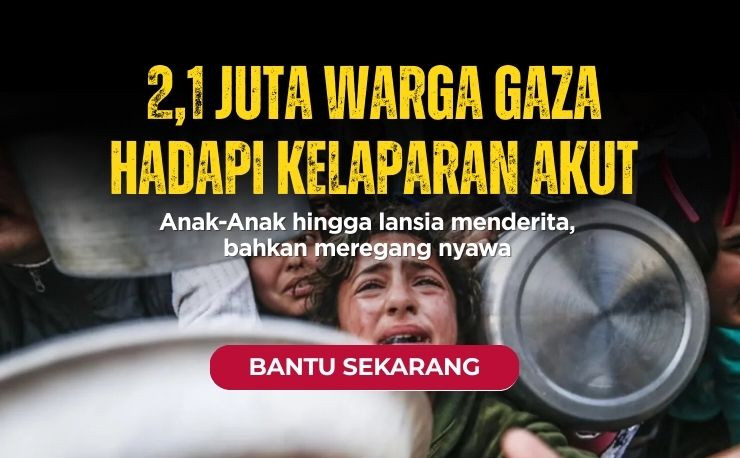 2,1 JUTA WARGA GAZA
HADAPI KELAPARAN AKUT
Anak-Anak hingga lansia menderita,
bahkan meregang nyawa
BANTU SEKARANG